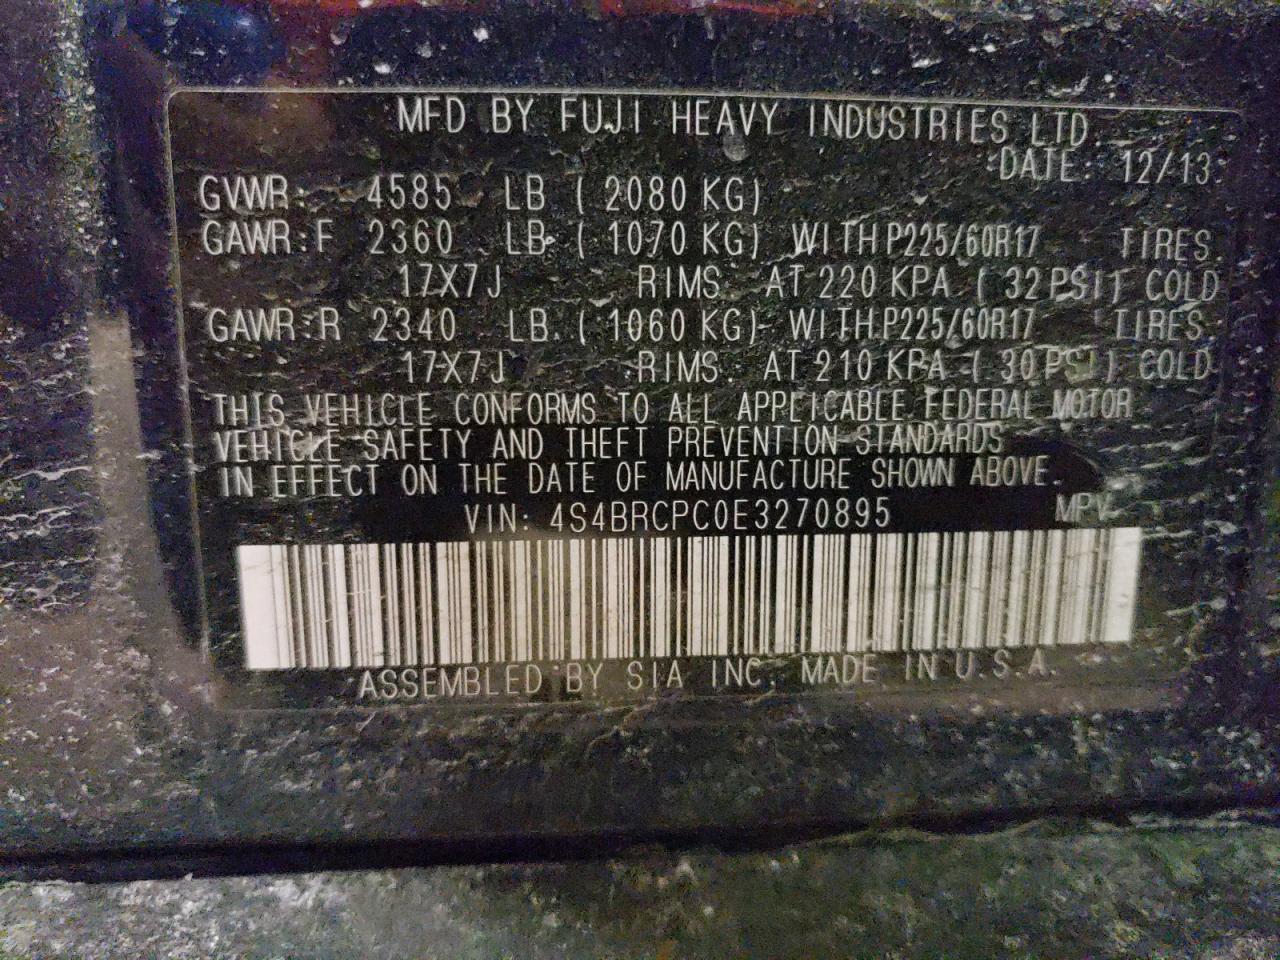 MFD BY FUJI HEAVY INDUSTRIES LTD.
DATE: 12/13
GVWR: 4585 LB ( 2080 KG)
GAWR:F 2360 LB ( 1070 KG) WITH P225/60R17 TIRES.
17X7J RIMS. AT 220 KPA ( 32 PSI) COLD
GAWR:R 2340 LB ( 1060 KG) WITH P225/60R17 TIRES.
17X7J RIMS. AT 210 KPA ( 30 PSI) COLD
THIS VEHICLE CONFORMS TO ALL APPLICABLE FEDERAL MOTOR
VEHICLE SAFETY AND THEFT PREVENTION STANDARDS
IN EFFECT ON THE DATE OF MANUFACTURE SHOWN ABOVE.
VIN: 4S4BRCPC0E3270895 MPV
ASSEMBLED BY SIA INC. MADE IN U.S.A.